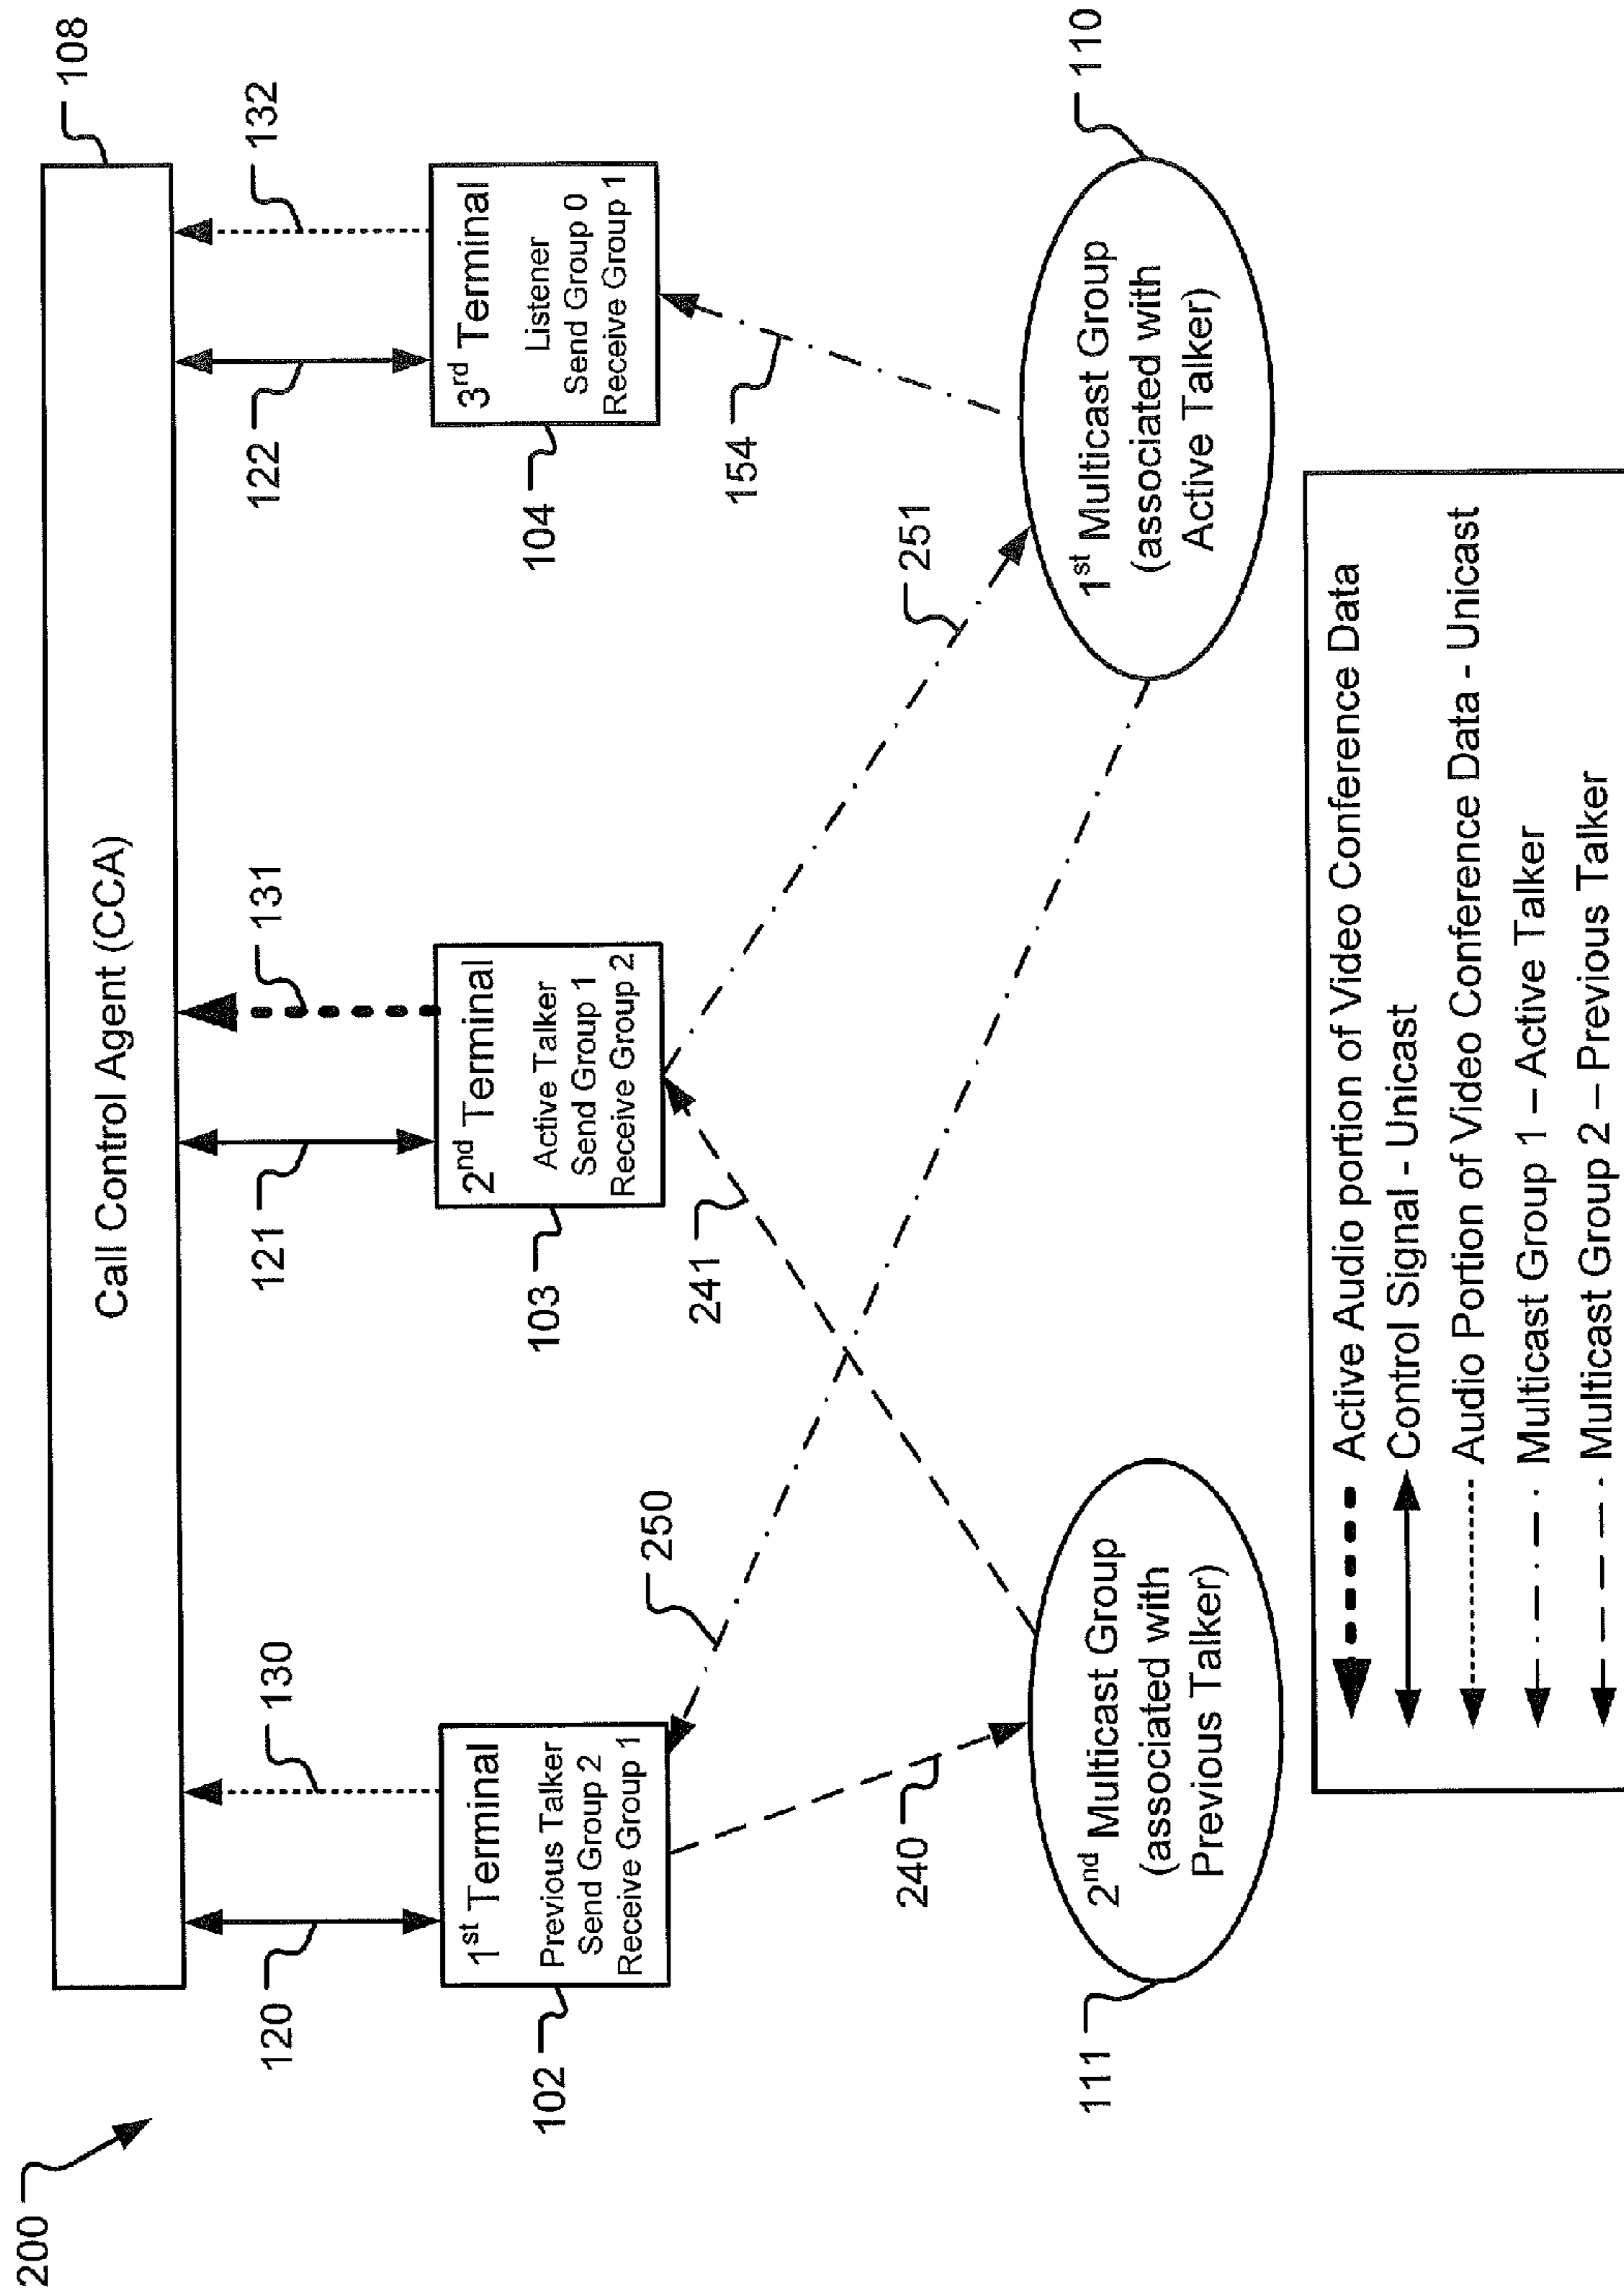 200
Call Control Agent (CCA)
108
120
130
121
131
122
132
1st Terminal
Previous Talker
Send Group 2
Receive Group 1
102
2nd Terminal
Active Talker
Send Group 1
Receive Group 2
103
3rd Terminal
Listener
Send Group 0
Receive Group 1
104
240
250
241
251
154
2nd Multicast Group
(associated with
Previous Talker)
111
1st Multicast Group
(associated with
Active Talker)
110
Active Audio portion of Video Conference Data
Control Signal - Unicast
Audio Portion of Video Conference Data - Unicast
Multicast Group 1 – Active Talker
Multicast Group 2 – Previous Talker